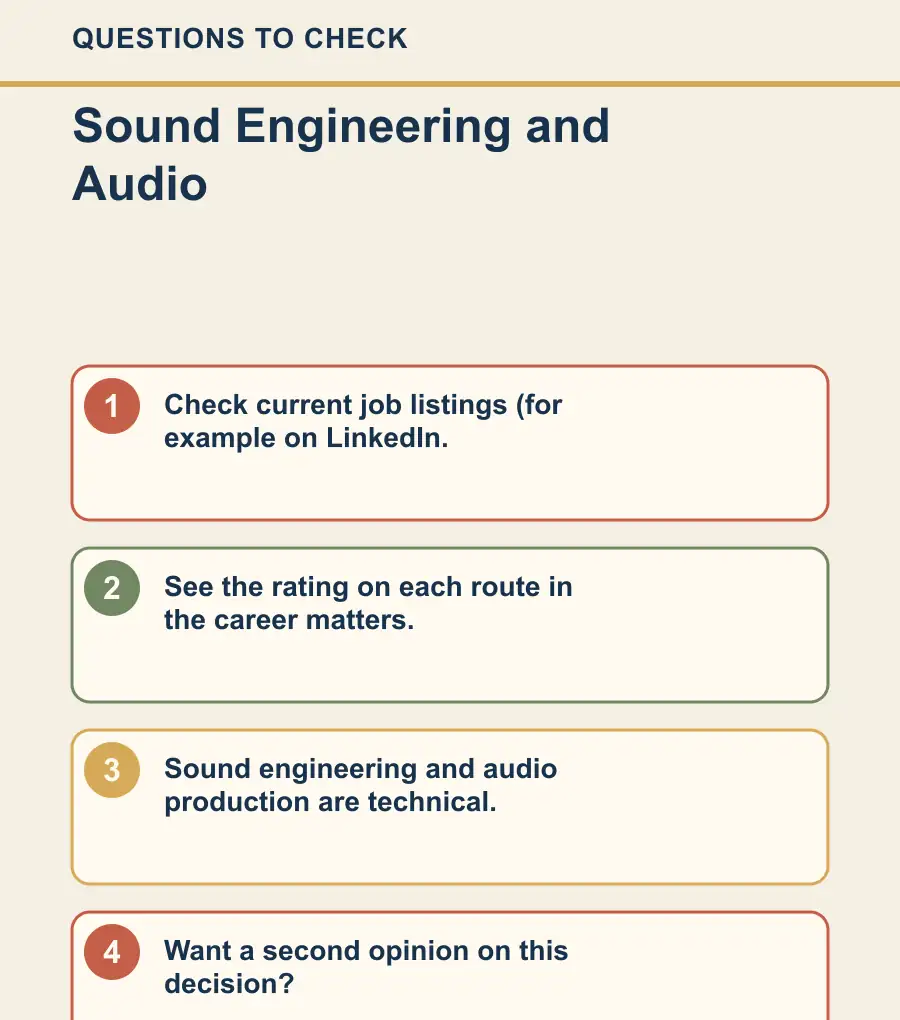 QUESTIONS TO CHECK
Sound Engineering and
Audio
1
Check current job listings (for
example on LinkedIn.
2
See the rating on each route in
the career matters.
3
Sound engineering and audio
production are technical.
4
Want a second opinion on this
decision?